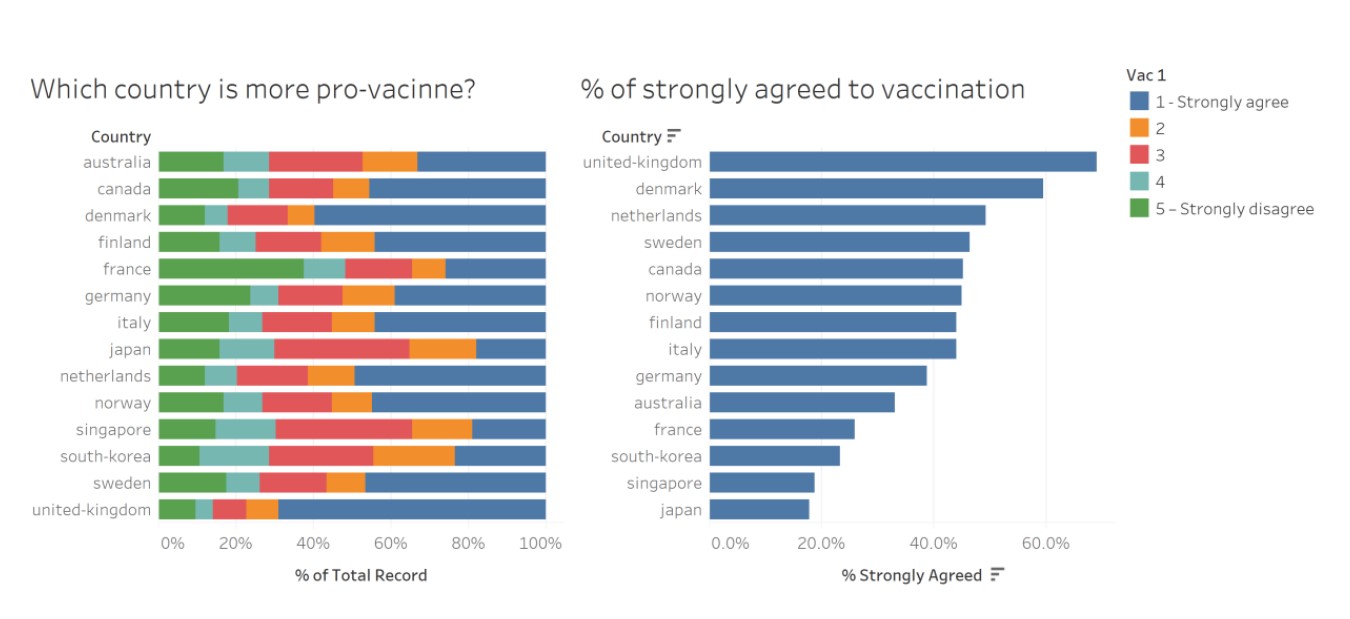 Which country is more pro-vacinne?
Country
australia
canada
denmark
finland
france
germany
italy
japan
netherlands
norway
singapore
south-korea
sweden
united-kingdom
0% 20% 40% 60% 80% 100%
% of Total Record
% of strongly agreed to vaccination
Country
united-kingdom
denmark
netherlands
sweden
canada
norway
finland
italy
germany
australia
france
south-korea
singapore
japan
0.0% 20.0% 40.0% 60.0%
% Strongly Agreed
Vac 1
1 - Strongly agree
2
3
4
5 – Strongly disagree